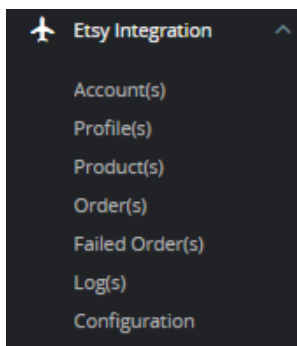 Etsy Integration
Account(s)
Profile(s)
Product(s)
Order(s)
Failed Order(s)
Log(s)
Configuration